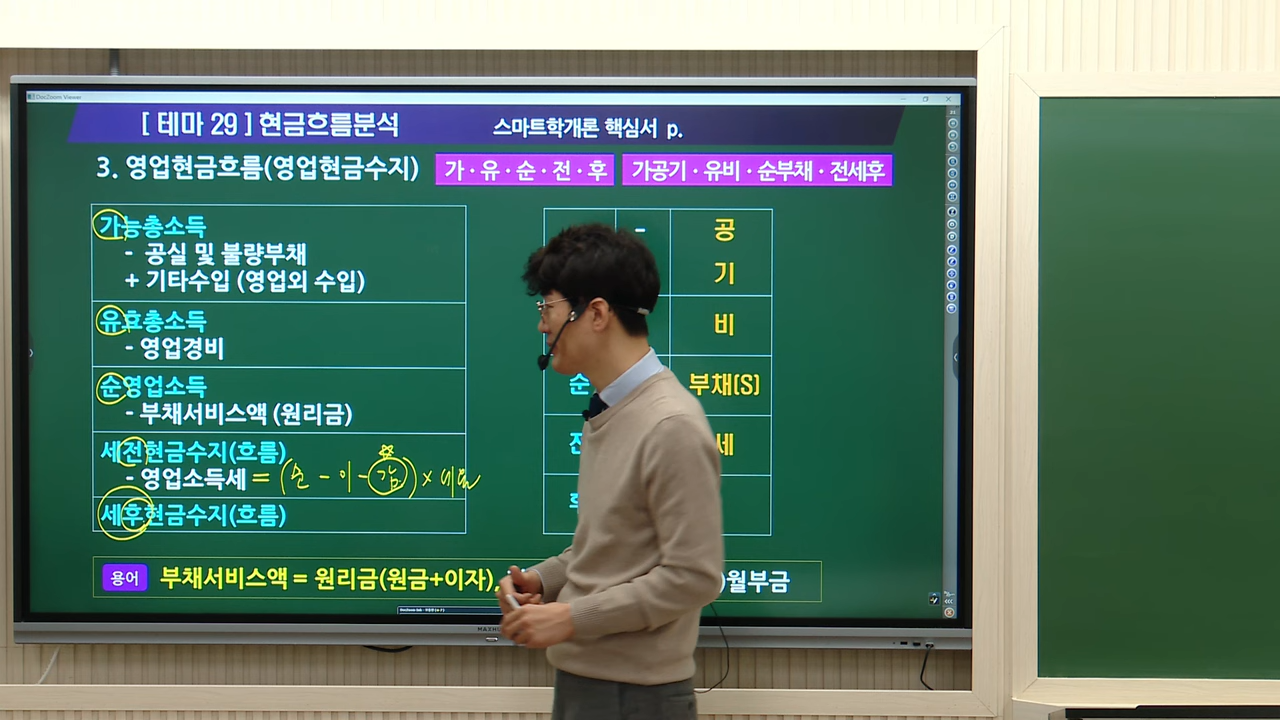 DocZoom Viewer
[ 테마 29 ] 현금흐름분석
스마트학개론 핵심서 p.
3. 영업현금흐름(영업현금수지)
가 · 유 · 순 · 전 · 후
가공기 · 유비 · 순부채 · 전세후
가능총소득
- 공실 및 불량부채
+ 기타수입 (영업외 수입)
유효총소득
- 영업경비
순영업소득
- 부채서비스액 (원리금)
세전현금수지(흐름)
- 영업소득세 = (순 - 이 - 감) × 세율
세후현금수지(흐름)
- 공
기
비
순 부채(S)
세
용어 부채서비스액 = 원리금(원금+이자), )월부금